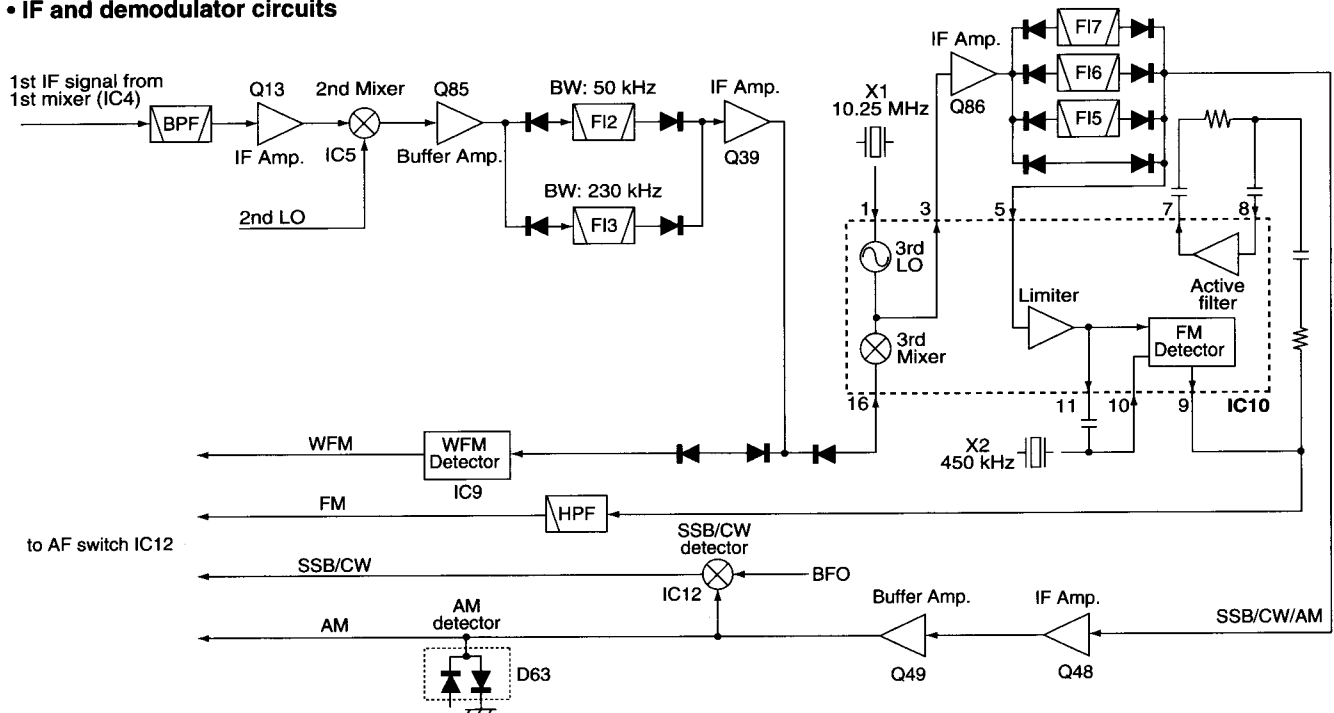 • IF and demodulator circuits
1st IF signal from
1st mixer (IC4)
BPF
Q13
IF Amp.
2nd Mixer
IC5
2nd LO
Q85
Buffer Amp.
BW: 50 kHz
FI2
BW: 230 kHz
FI3
IF Amp.
Q39
X1
10.25 MHz
IF Amp.
Q86
FI7
FI6
FI5
1
3
5
7
8
3rd
LO
3rd
Mixer
Limiter
Active
filter
FM
Detector
16
11
10
9
IC10
X2
450 kHz
WFM
WFM
Detector
IC9
FM
HPF
to AF switch IC12
SSB/CW
SSB/CW
detector
IC12
BFO
AM
AM
detector
D63
Buffer Amp.
Q49
IF Amp.
Q48
SSB/CW/AM